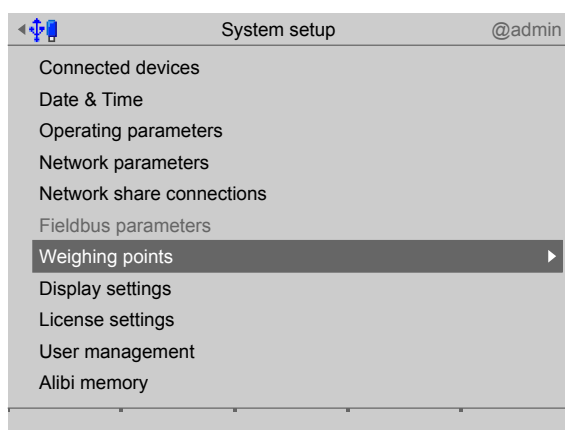 System setup @admin
Connected devices
Date & Time
Operating parameters
Network parameters
Network share connections
Fieldbus parameters
Weighing points
Display settings
License settings
User management
Alibi memory